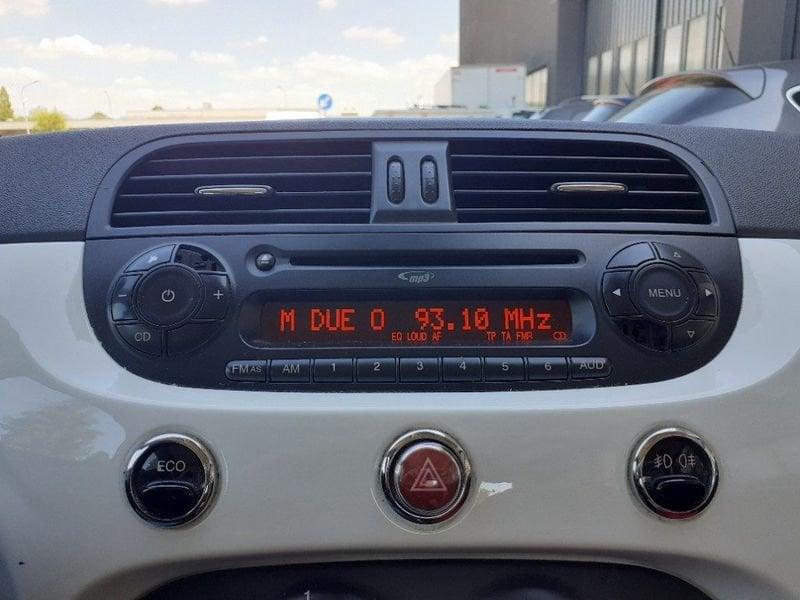 mp3
− +
CD
M DUE O 93.10 MHz
EQ LOUD AF TP TA FMR
MENU
FM AS AM 1 2 3 4 5 6 AUD
ECO
1